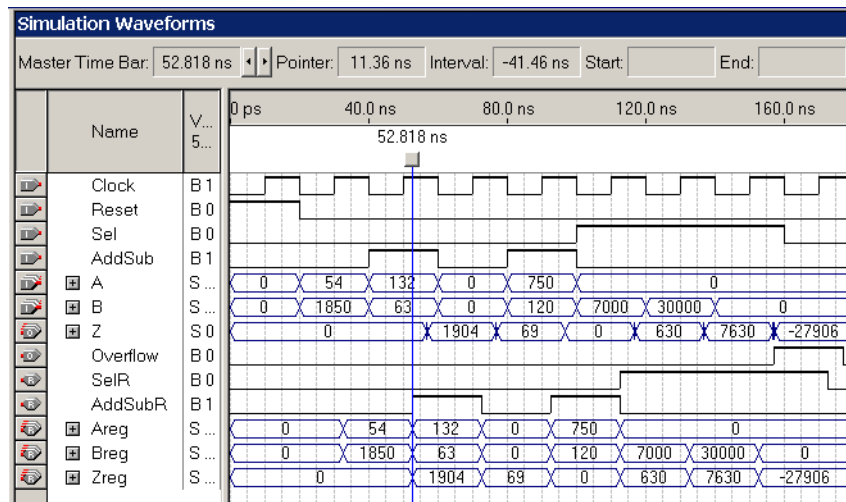 Simulation Waveforms
Master Time Bar: 52.818 ns Pointer: 11.36 ns Interval: -41.46 ns Start: End:
Name V... 5... 0 ps 40.0 ns 80.0 ns 120.0 ns 160.0 ns
52.818 ns
Clock B 1
Reset B 0
Sel B 0
AddSub B 1
A S ... 0 54 132 0 750 0
B S ... 0 1850 63 0 120 7000 30000 0
Z S 0 0 1904 69 0 630 7630 -27906
Overflow B 0
SelR B 0
AddSubR B 1
Areg S ... 0 54 132 0 750 0
Breg S ... 0 1850 63 0 120 7000 30000 0
Zreg S ... 0 1904 69 0 630 7630 -27906